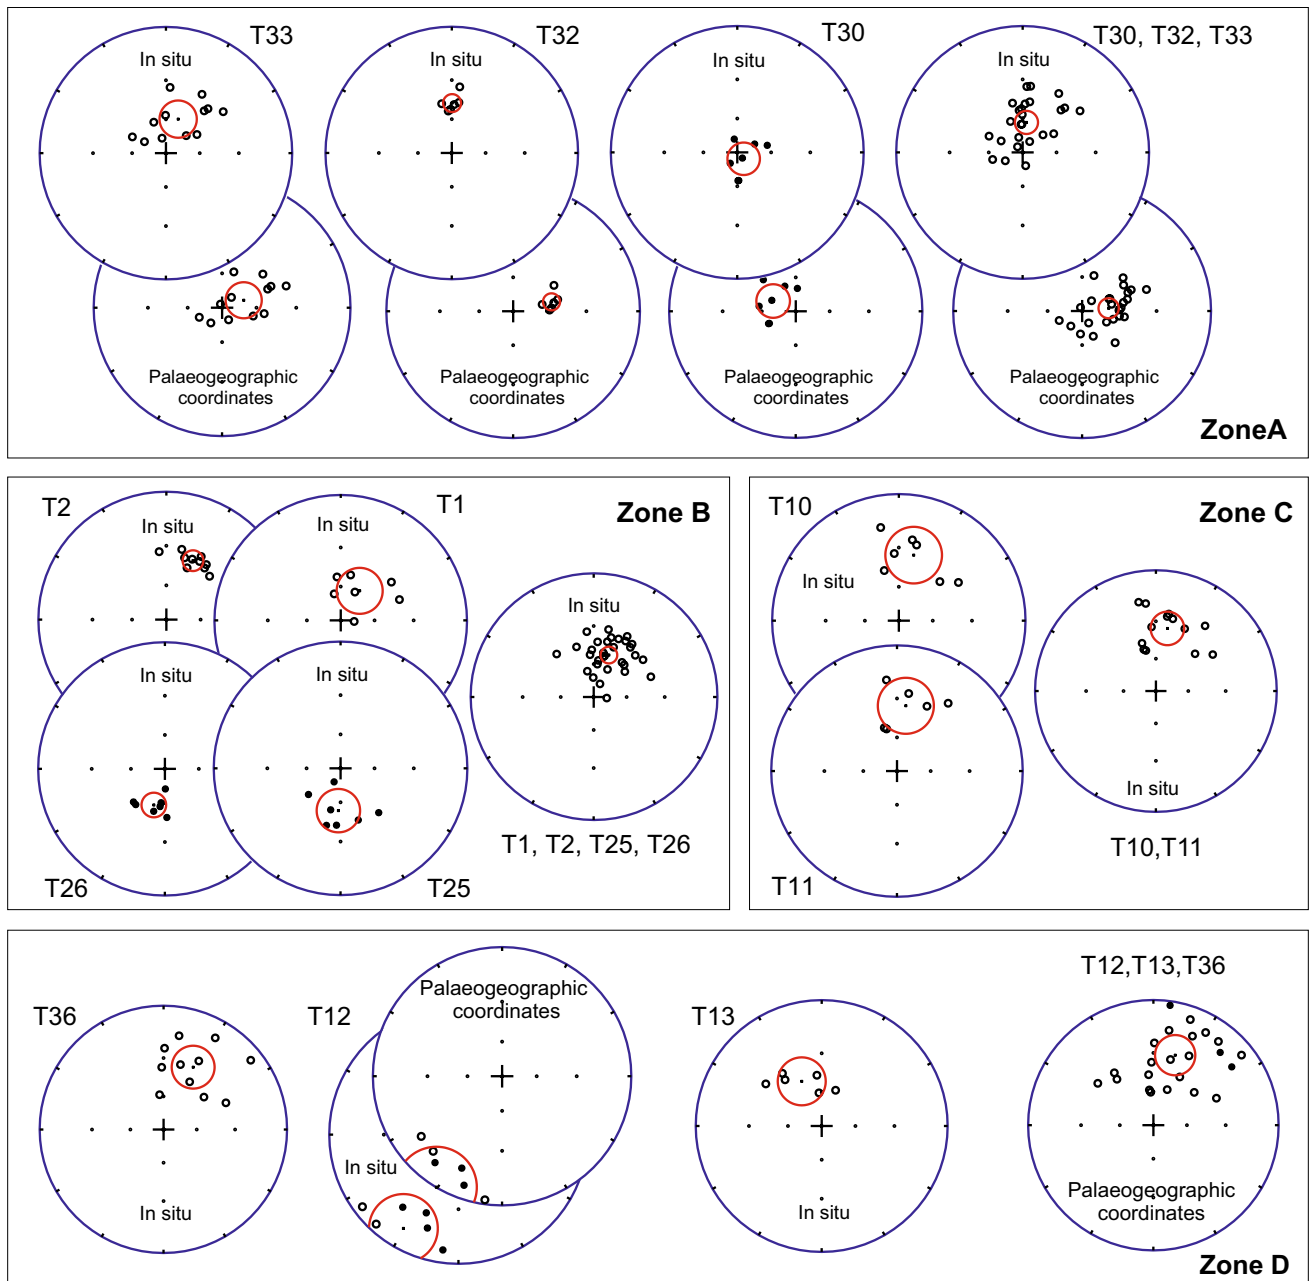 T33
In situ
T32
In situ
T30
In situ
T30, T32, T33
In situ
Palaeogeographic
coordinates
Palaeogeographic
coordinates
Palaeogeographic
coordinates
Palaeogeographic
coordinates
ZoneA
T2
In situ
T1
In situ
Zone B
In situ
In situ
In situ
T26
T25
T1, T2, T25, T26
T10
In situ
Zone C
T11
In situ
T10,T11
T36
In situ
T12
Palaeogeographic
coordinates
In situ
T13
In situ
T12,T13,T36
Palaeogeographic
coordinates
Zone D